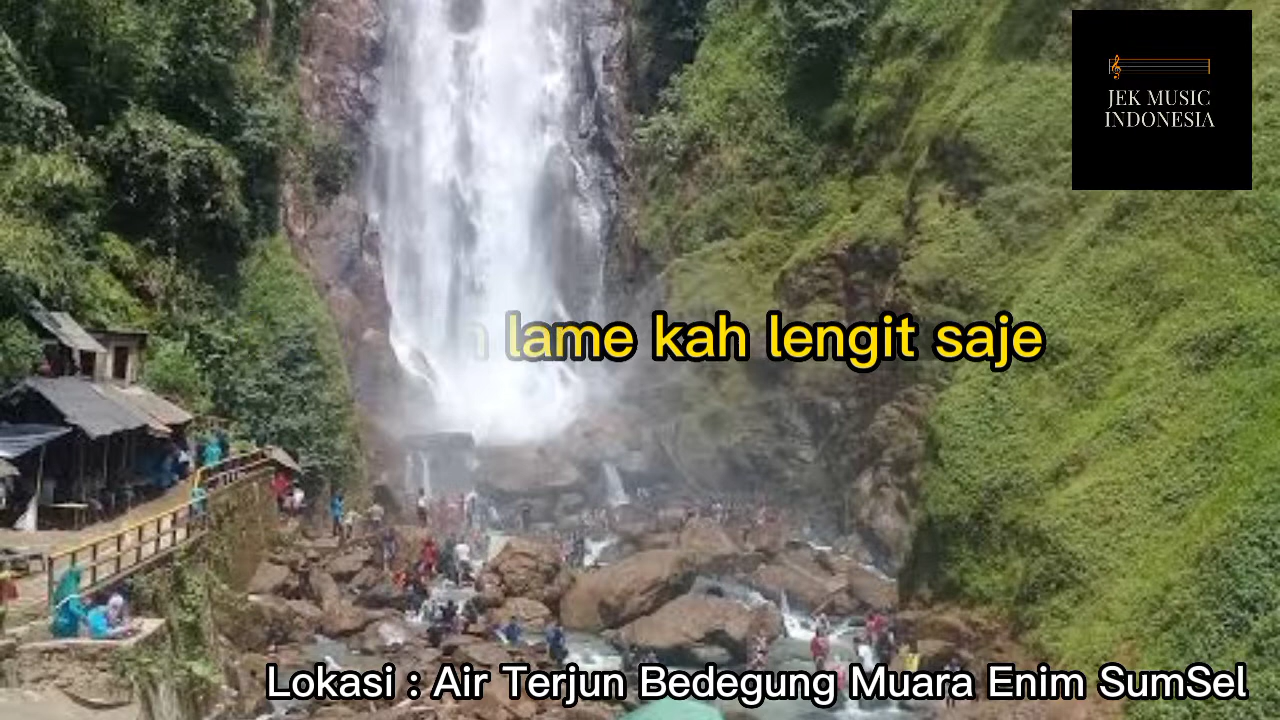 JEK MUSIC
INDONESIA
lame kah lengit saje
Lokasi : Air Terjun Bedegung Muara Enim SumSel